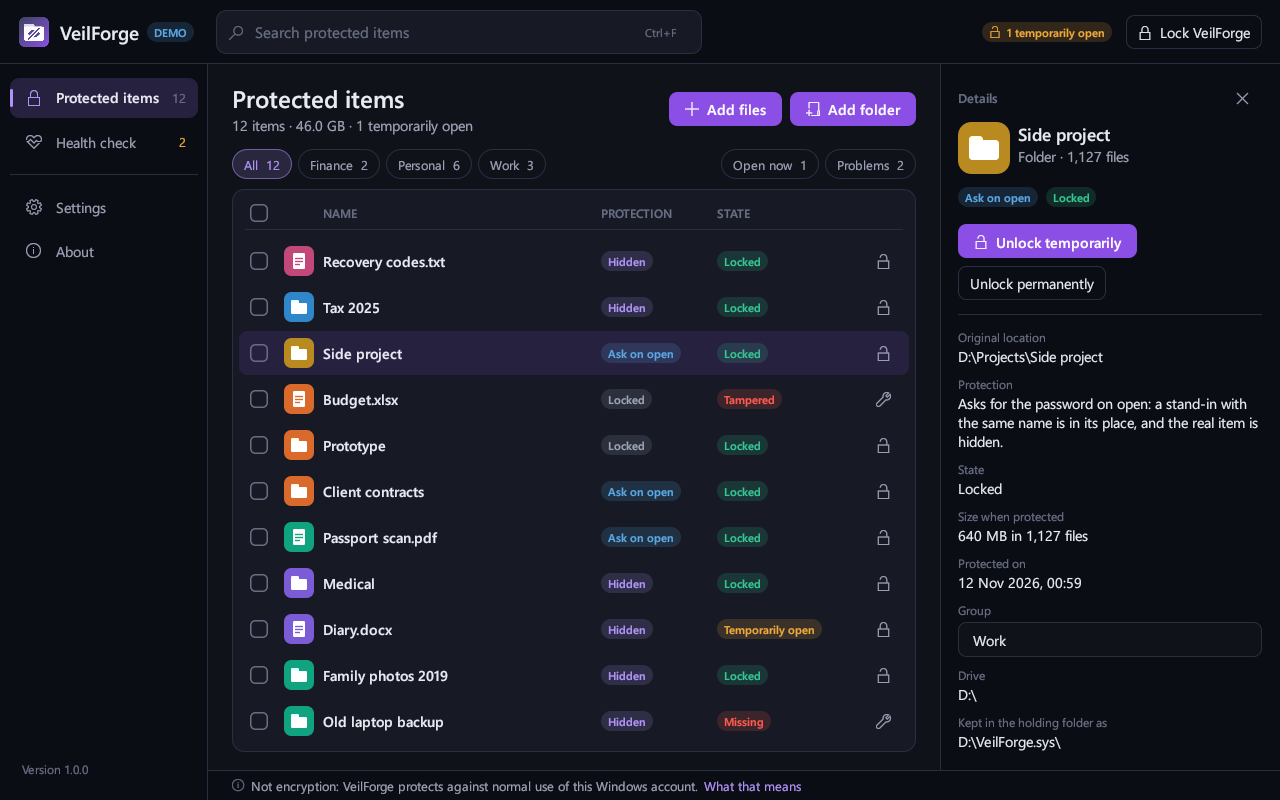 VeilForge DEMO
Search protected items Ctrl+F
1 temporarily open
Lock VeilForge
Protected items 12
Health check 2
Settings
About
Version 1.0.0
Protected items
12 items · 46.0 GB · 1 temporarily open
Add files
Add folder
All 12
Finance 2
Personal 6
Work 3
Open now 1
Problems 2
NAME PROTECTION STATE
Recovery codes.txt Hidden Locked
Tax 2025 Hidden Locked
Side project Ask on open Locked
Budget.xlsx Locked Tampered
Prototype Locked Locked
Client contracts Ask on open Locked
Passport scan.pdf Ask on open Locked
Medical Hidden Locked
Diary.docx Hidden Temporarily open
Family photos 2019 Hidden Locked
Old laptop backup Hidden Missing
Details
Side project
Folder · 1,127 files
Ask on open Locked
Unlock temporarily
Unlock permanently
Original location
D:\Projects\Side project
Protection
Asks for the password on open: a stand-in with
the same name is in its place, and the real item is
hidden.
State
Locked
Size when protected
640 MB in 1,127 files
Protected on
12 Nov 2026, 00:59
Group
Work
Drive
D:\
Kept in the holding folder as
D:\VeilForge.sys\
Not encryption: VeilForge protects against normal use of this Windows account. What that means